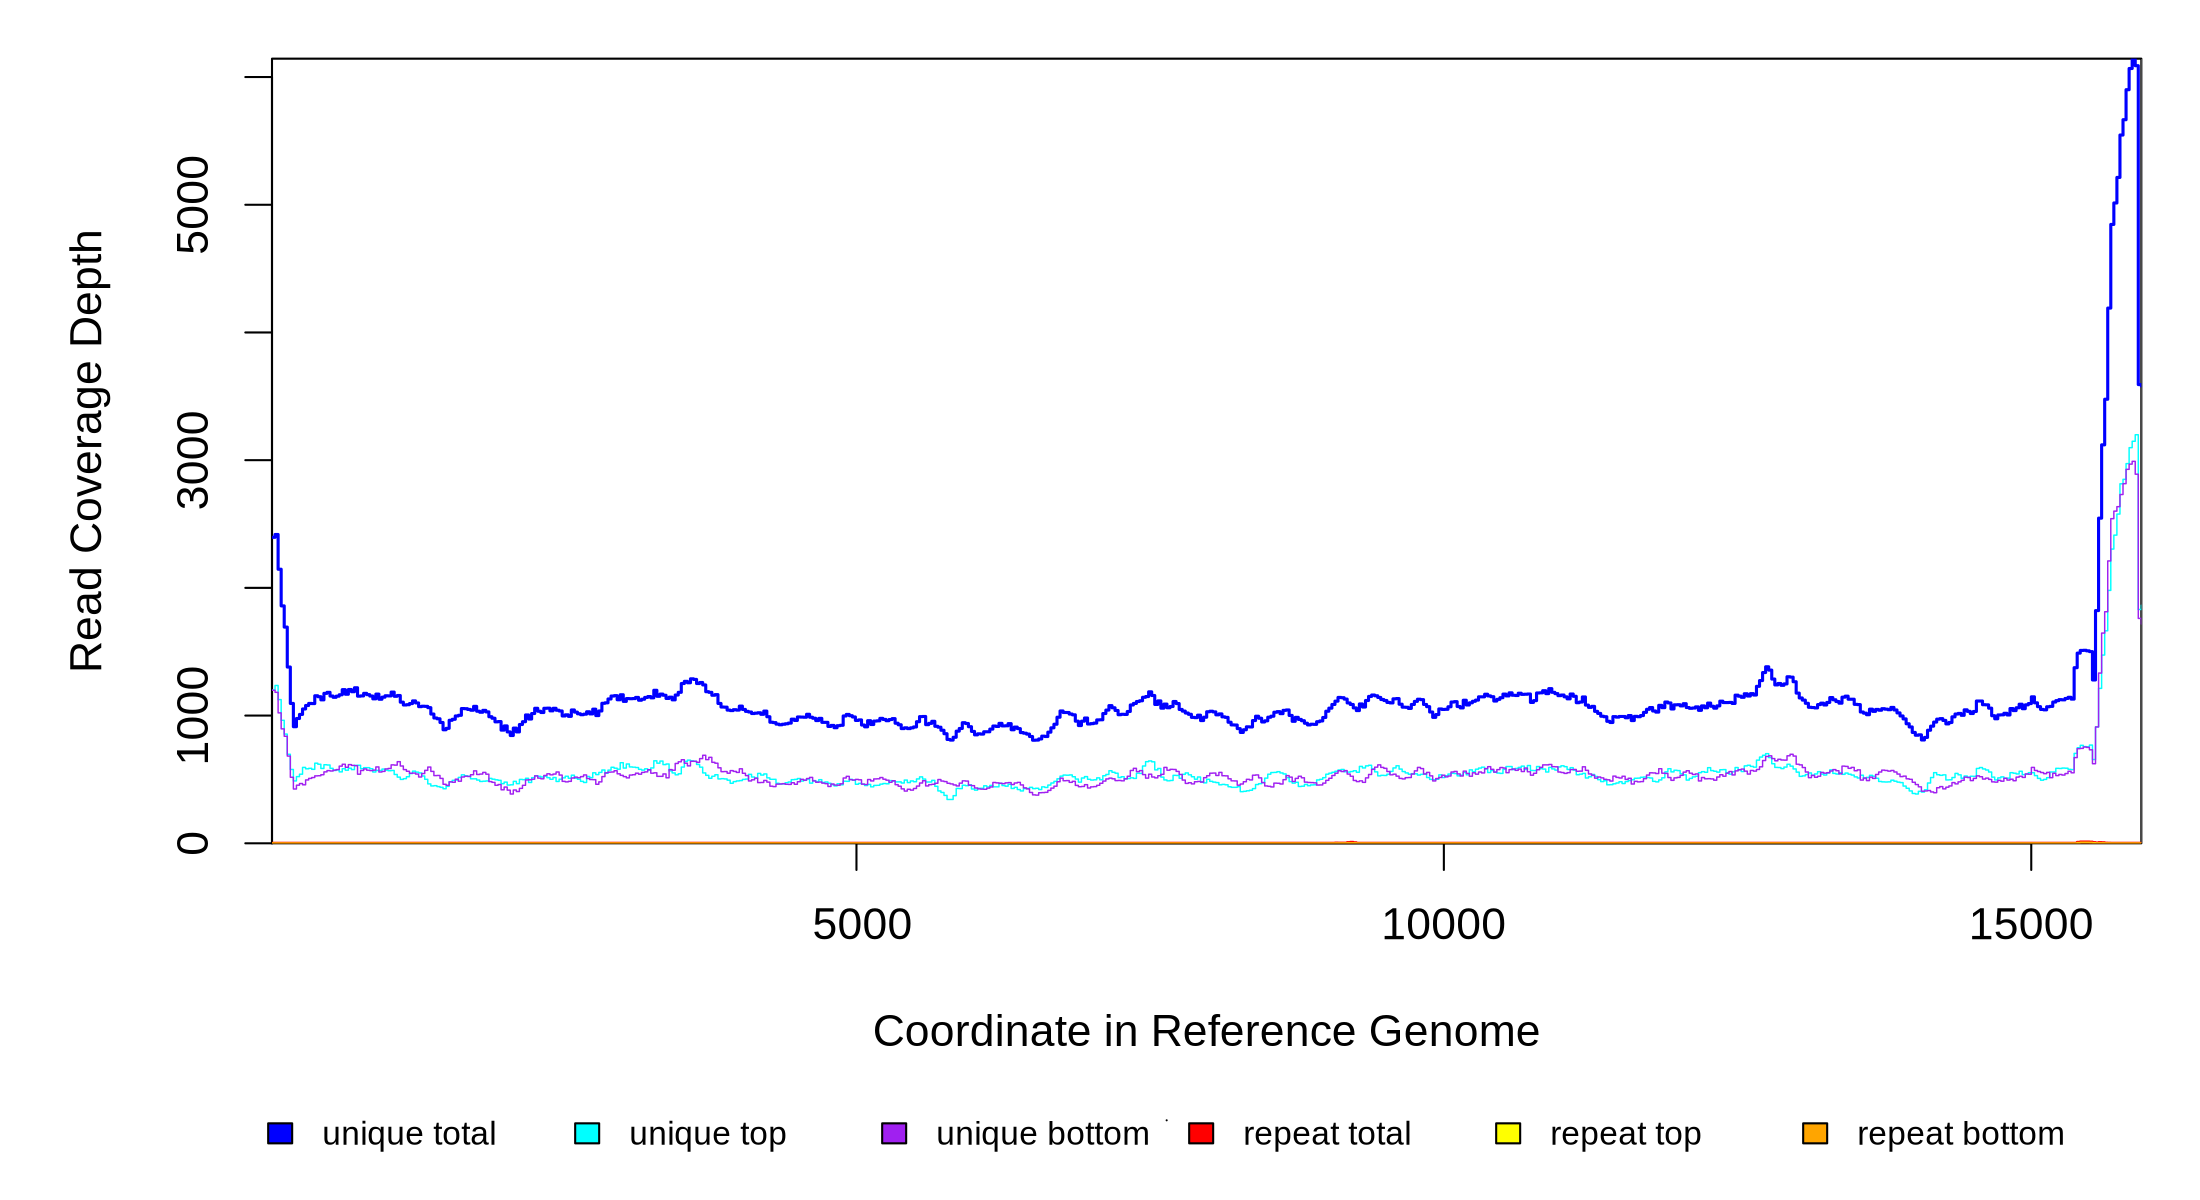 Read Coverage Depth
5000
3000
1000
0
5000 10000 15000
Coordinate in Reference Genome
unique total unique top unique bottom repeat total repeat top repeat bottom